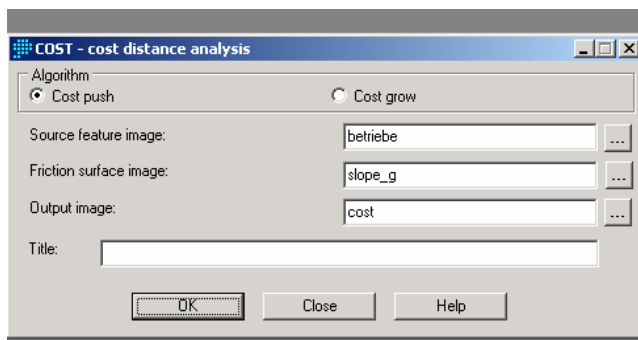 COST - cost distance analysis
Algorithm
Cost push Cost grow
Source feature image: betriebe ...
Friction surface image: slope_g ...
Output image: cost ...
Title:
OK Close Help